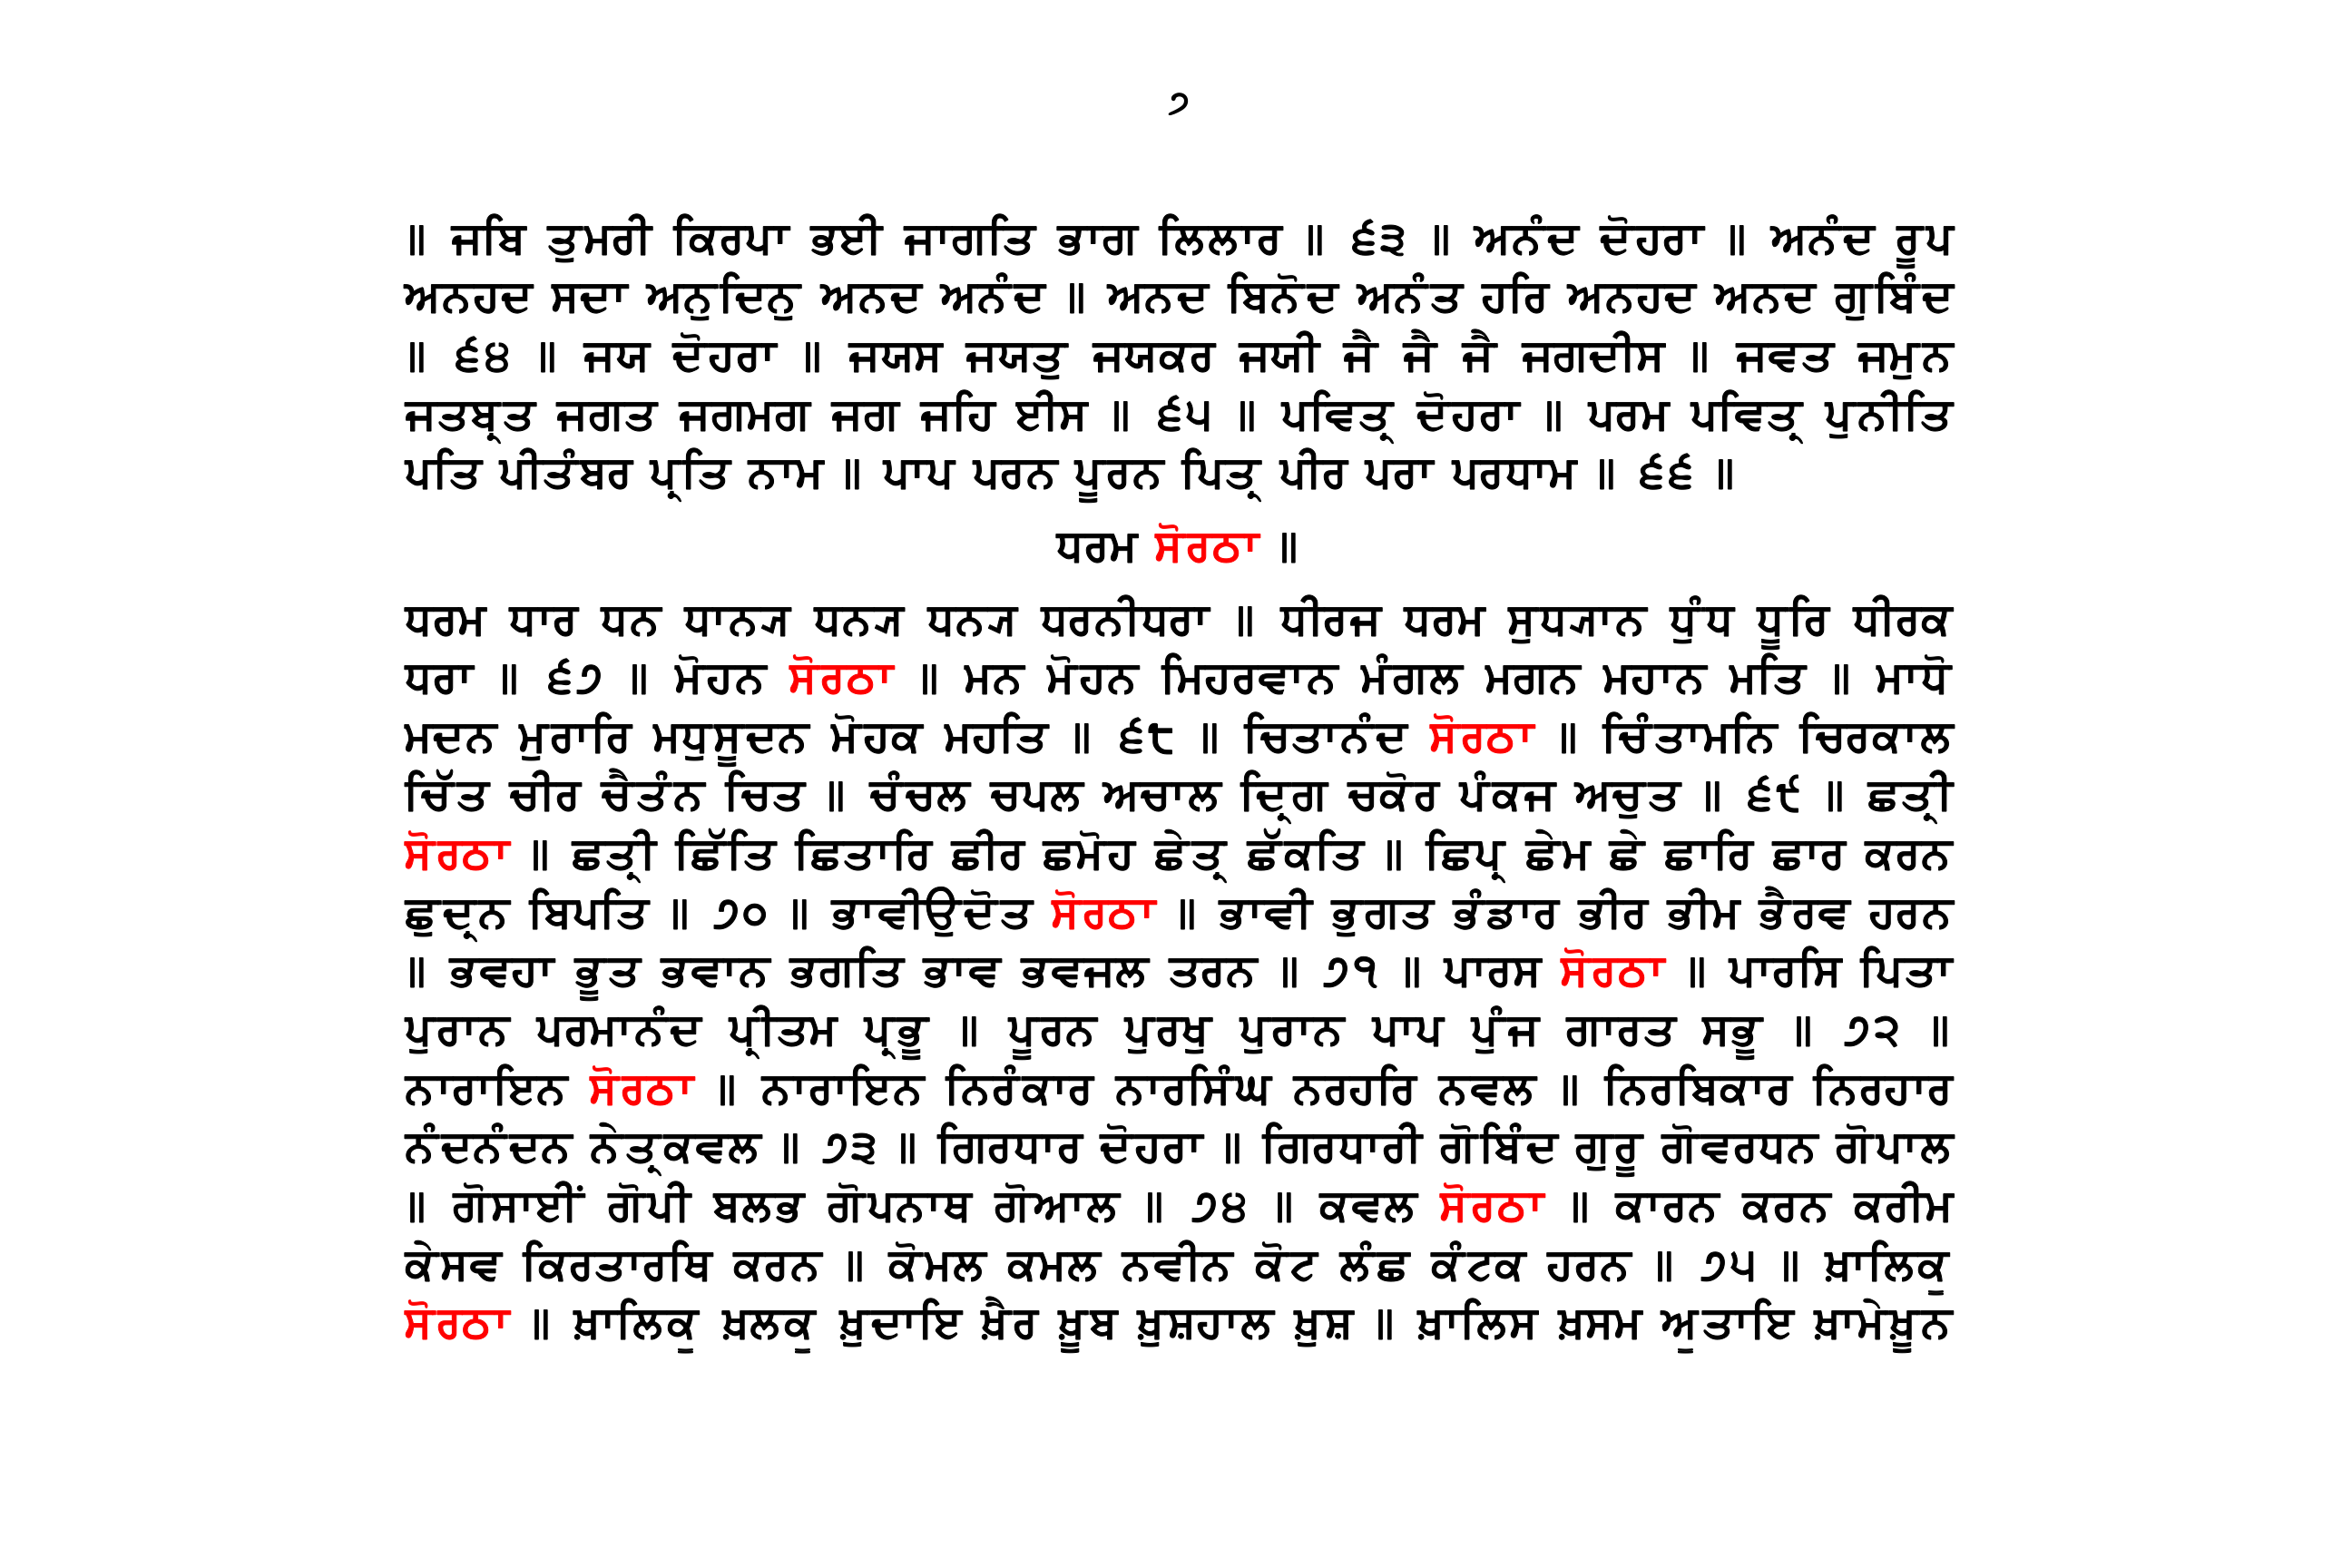 ੭
॥ ਜਬਿ ਤੁਮਰੀ ਕਿਰਪਾ ਭਈ ਜਾਗਤਿ ਭਾਗ ਲਿਲਾਰ ॥ ੬੩ ॥ ਅਨੰਦ ਦੋਹਰਾ ॥ ਅਨੰਦ ਰੂਪ
ਅਨਹਦ ਸਦਾ ਅਨੁਦਿਨੁ ਅਨਦ ਅਨੰਦ ॥ ਅਨਦ ਬਿਨੋਦ ਅਨੰਤ ਹਰਿ ਅਨਹਦ ਅਨਦ ਗੁਬਿੰਦ
॥ ੬੪ ॥ ਜਯ ਦੋਹਰਾ ॥ ਜਯਸ ਜਯਤੁ ਜਯਕਰ ਜਯੀ ਜੈ ਜੈ ਜੈ ਜਗਦੀਸ ॥ ਜਵਤ ਜਮੁਨ
ਜਤਬ੍ਰਤ ਜਗਤ ਜਗਮਗ ਜਗ ਜਹਿ ਈਸ ॥ ੬੫ ॥ ਪਵਿਤ੍ਰ ਦੋਹਰਾ ॥ ਪਰਮ ਪਵਿਤ੍ਰ ਪੁਨੀਤਿ
ਪਤਿ ਪੀਤੰਬਰ ਪ੍ਰਤਿ ਨਾਮ ॥ ਪਾਪ ਪਰਨ ਪੂਰਨ ਪਿਤ੍ਰ ਪੀਰ ਪਰਾ ਪਰਧਾਮ ॥ ੬੬ ॥
ਧਰਮ ਸੋਰਠਾ ॥
ਧਰਮ ਧਾਰ ਧਨ ਧਾਨ੍ਯ ਧਨ੍ਯ ਧਨ੍ਯ ਧਰਨੀਧਰਾ ॥ ਧੀਰਜ ਧਰਮ ਸੁਧ੍ਯਾਨ ਧੁੰਧ ਧੂਰਿ ਧੀਰਕ
ਧਰਾ ॥ ੬੭ ॥ ਮੋਹਨ ਸੋਰਠਾ ॥ ਮਨ ਮੋਹਨ ਮਿਹਰਵਾਨ ਮੰਗਲ ਮਗਨ ਮਹਾਨ ਮਤਿ ॥ ਮਾਧੋ
ਮਦਨ ਮੁਰਾਰਿ ਮਧੁਸੂਦਨ ਮੋਹਕ ਮਹਤਿ ॥ ੬੮ ॥ ਚਿਤਾਨੰਦ ਸੋਰਠਾ ॥ ਚਿੰਤਾਮਨਿ ਚਿਰਕਾਲ
ਚਿੱਤ ਚੀਰ ਚੈਤੰਨ ਚਿਤ ॥ ਚੰਚਲ ਚਪਲ ਅਚਾਲ ਦ੍ਰਿਗ ਚਕੋਰ ਪੰਕਜ ਅਚੁਤ ॥ ੬੯ ॥ ਛਤ੍ਰੀ
ਸੋਰਠਾ ॥ ਛਤ੍ਰੀ ਛਿੱਤਿ ਛਿਤਾਰਿ ਛੀਰ ਛਮੋਹ ਛੇਤ੍ਰ ਛੱਕਤਿ ॥ ਛਿਪ੍ਰ ਛੇਮ ਛੇ ਛਾਰਿ ਛਾਰ ਕਰਨ
ਛੁਦ੍ਰਨ ਬਿਪਤਿ ॥ ੭੦ ॥ ਭਾਵੀਉਦੋਤ ਸੋਰਠਾ ॥ ਭਾਵੀ ਭੁਗਤ ਭੰਡਾਰ ਭੀਰ ਭੀਮ ਭੈਰਵ ਹਰਨ
॥ ਭਵਹਾ ਭੂਤ ਭਵਾਨ ਭਗਤਿ ਭਾਵ ਭਵਜਲ ਤਰਨ ॥ ੭੧ ॥ ਪਾਰਸ ਸੋਰਠਾ ॥ ਪਾਰਸਿ ਪਿਤਾ
ਪੁਰਾਨ ਪਰਮਾਨੰਦ ਪ੍ਰੀਤਮ ਪ੍ਰਭੂ ॥ ਪੂਰਨ ਪੁਰਖੁ ਪੁਰਾਨ ਪਾਪ ਪੁੰਜ ਗਾਰਤ ਸਭੂ ॥ ੭੨ ॥
ਨਾਰਾਇਨ ਸੋਰਠਾ ॥ ਨਾਰਾਇਨ ਨਿਰੰਕਾਰ ਨਾਰਸਿੰਘ ਨਰਹਰਿ ਨਵਲ ॥ ਨਿਰਬਿਕਾਰ ਨਿਰਹਾਰ
ਨੰਦਨੰਦਨ ਨੇਤ੍ਰਕਵਲ ॥ ੭੩ ॥ ਗਿਰਧਾਰ ਦੋਹਰਾ ॥ ਗਿਰਧਾਰੀ ਗੋਬਿੰਦ ਗੁਰੂ ਗੋਵਰਧਨ ਗੋਪਾਲ
॥ ਗੋਸਾਈਂ ਗੋਪੀ ਬਲਭ ਗੋਪਨਾਥ ਗੋਆਲ ॥ ੭੪ ॥ ਕਵਲ ਸੋਰਠਾ ॥ ਕਾਰਨ ਕਰਨ ਕਰੀਮ
ਕੇਸਵ ਕਿਰਤਾਰਥਿ ਕਰਨ ॥ ਕੋਮਲ ਕਮਲ ਨਵੀਨ ਕੋਟ ਲੰਛ ਕੰਟਕ ਹਰਨ ॥ ੭੫ ॥ ਖ਼ਾਲਿਕੁ
ਸੋਰਠਾ ॥ ਖ਼ਾਲਿਕੁ ਖ਼ਲਕੁ ਖ਼ੁਦਾਇ ਖ਼ੈਰ ਖ਼ੂਬ ਖ਼ੁਸ਼ਹਾਲ ਖ਼ੁਸ਼ ॥ ਖ਼ਾਲਿਸ ਖ਼ਸਮ ਅੁਤਾਇ ਖ਼ਾਮੇਖ਼ੂਨ